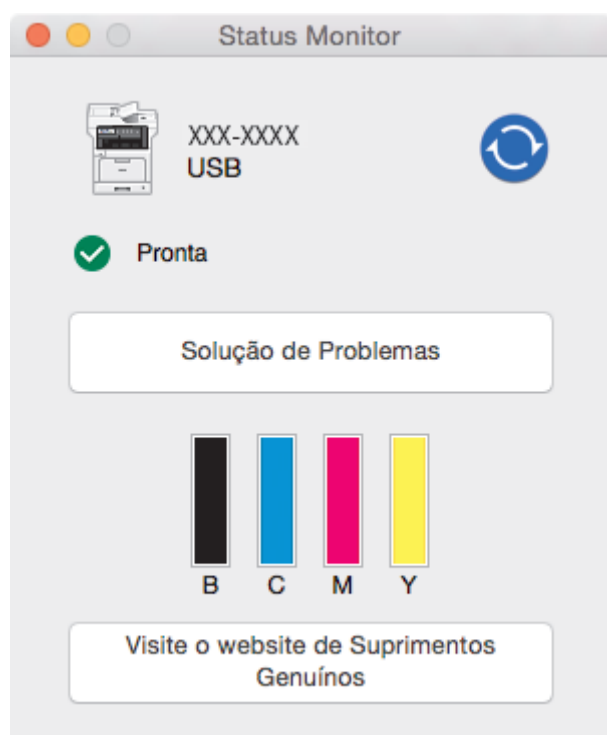 Status Monitor
XXX-XXXX
USB
Pronta
Solução de Problemas
B C M Y
Visite o website de Suprimentos
Genuínos